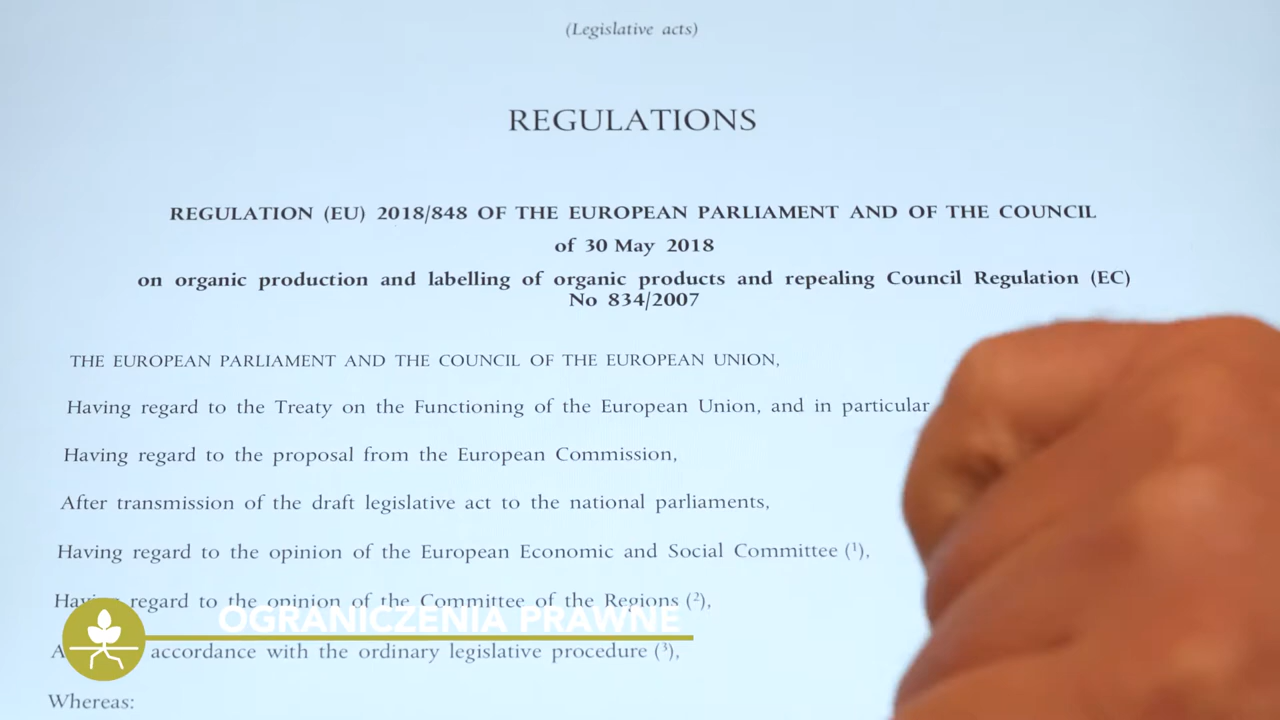 (Legislative acts)
REGULATIONS
REGULATION (EU) 2018/848 OF THE EUROPEAN PARLIAMENT AND OF THE COUNCIL
of 30 May 2018
on organic production and labelling of organic products and repealing Council Regulation (EC)
No 834/2007
THE EUROPEAN PARLIAMENT AND THE COUNCIL OF THE EUROPEAN UNION,
Having regard to the Treaty on the Functioning of the European Union, and in particular
Having regard to the proposal from the European Commission,
After transmission of the draft legislative act to the national parliaments,
Having regard to the opinion of the European Economic and Social Committee (¹),
Having regard to the opinion of the Committee of the Regions (²),
OGRANICZENIA PRAWNE
accordance with the ordinary legislative procedure (³),
Whereas: